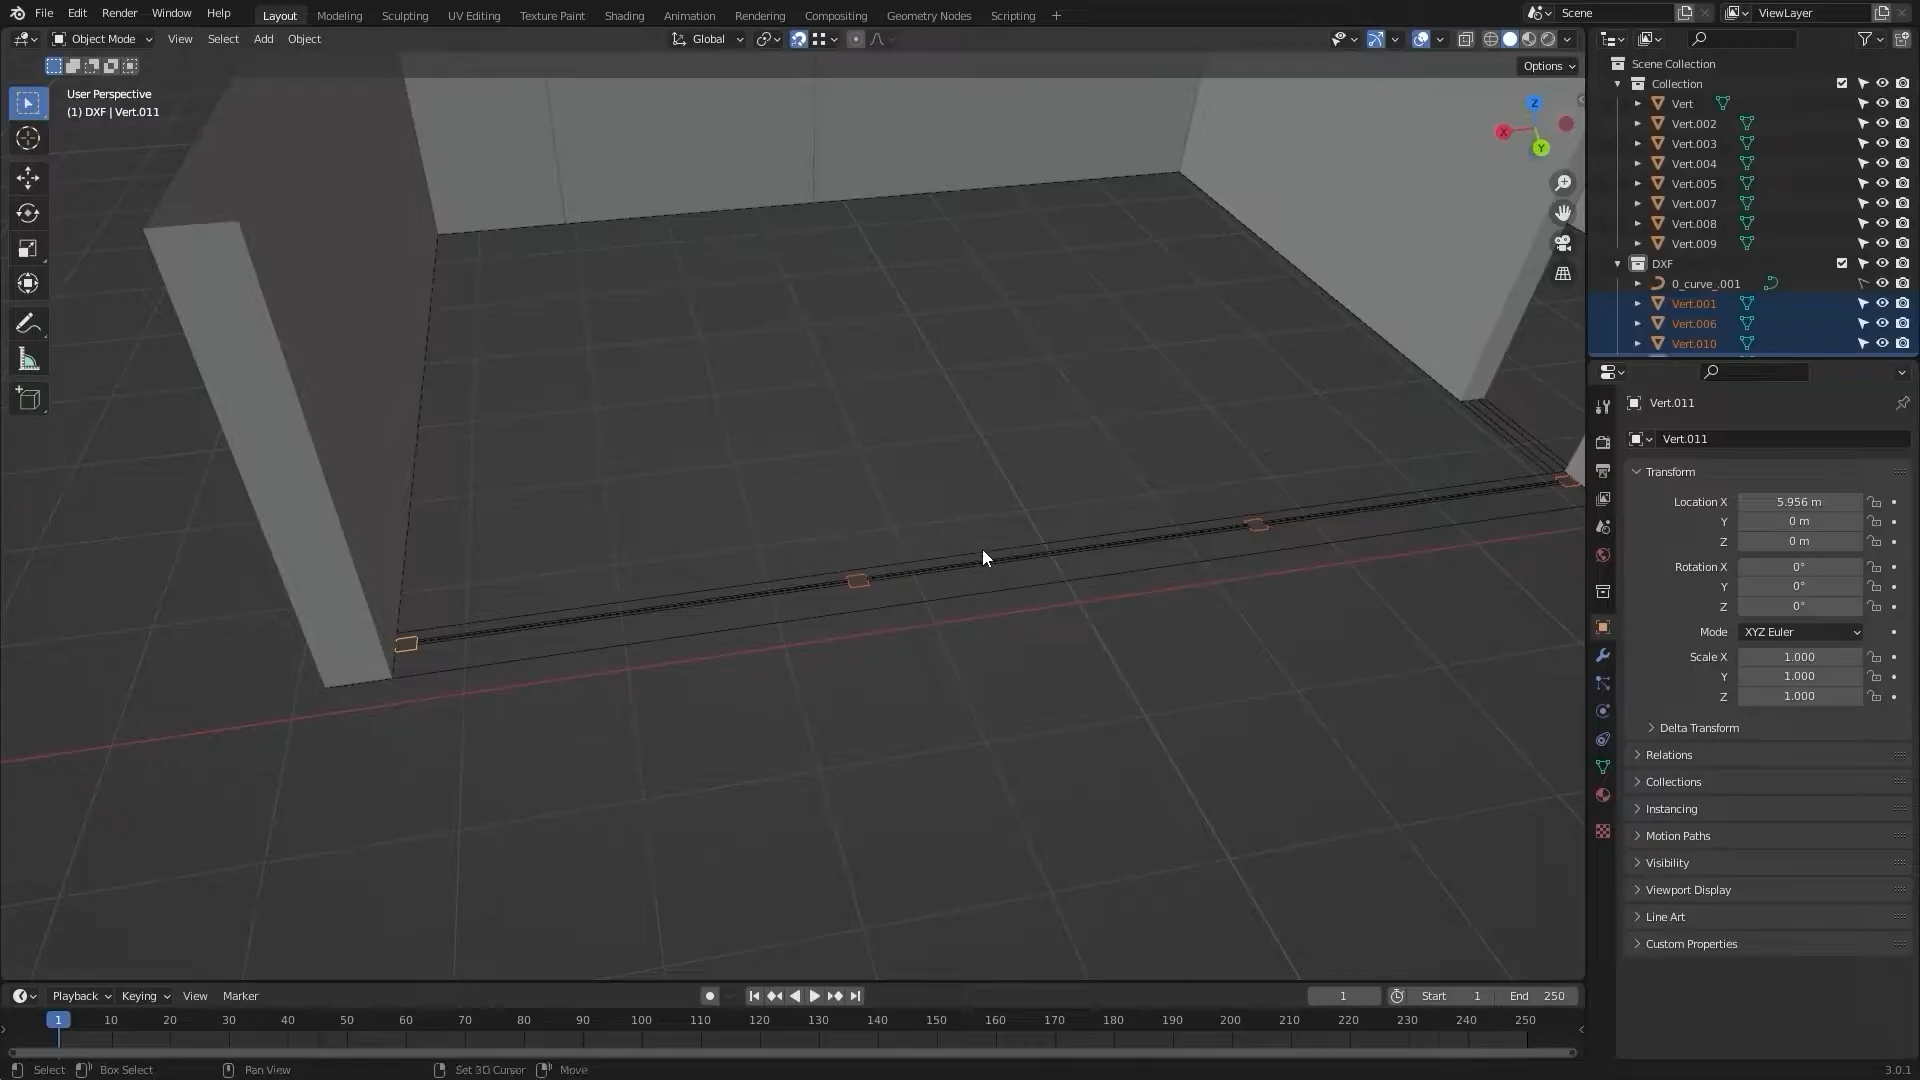 File Edit Render Window Help Layout Modeling Sculpting UV Editing Texture Paint Shading Animation Rendering Compositing Geometry Nodes Scripting + Scene ViewLayer
Object Mode View Select Add Object Global
Options
User Perspective
(1) DXF | Vert.011
Z
X
Y
Scene Collection
Collection
Vert
Vert.002
Vert.003
Vert.004
Vert.005
Vert.007
Vert.008
Vert.009
DXF
0_curve_.001
Vert.001
Vert.006
Vert.010
Vert.011
Vert.011
Transform
Location X 5.956 m
Y 0 m
Z 0 m
Rotation X 0°
Y 0°
Z 0°
Mode XYZ Euler
Scale X 1.000
Y 1.000
Z 1.000
Delta Transform
Relations
Collections
Instancing
Motion Paths
Visibility
Viewport Display
Line Art
Custom Properties
Playback Keying View Marker 1 Start 1 End 250
1 10 20 30 40 50 60 70 80 90 100 110 120 130 140 150 160 170 180 190 200 210 220 230 240 250
Select Box Select Pan View Set 3D Cursor Move 3.0.1